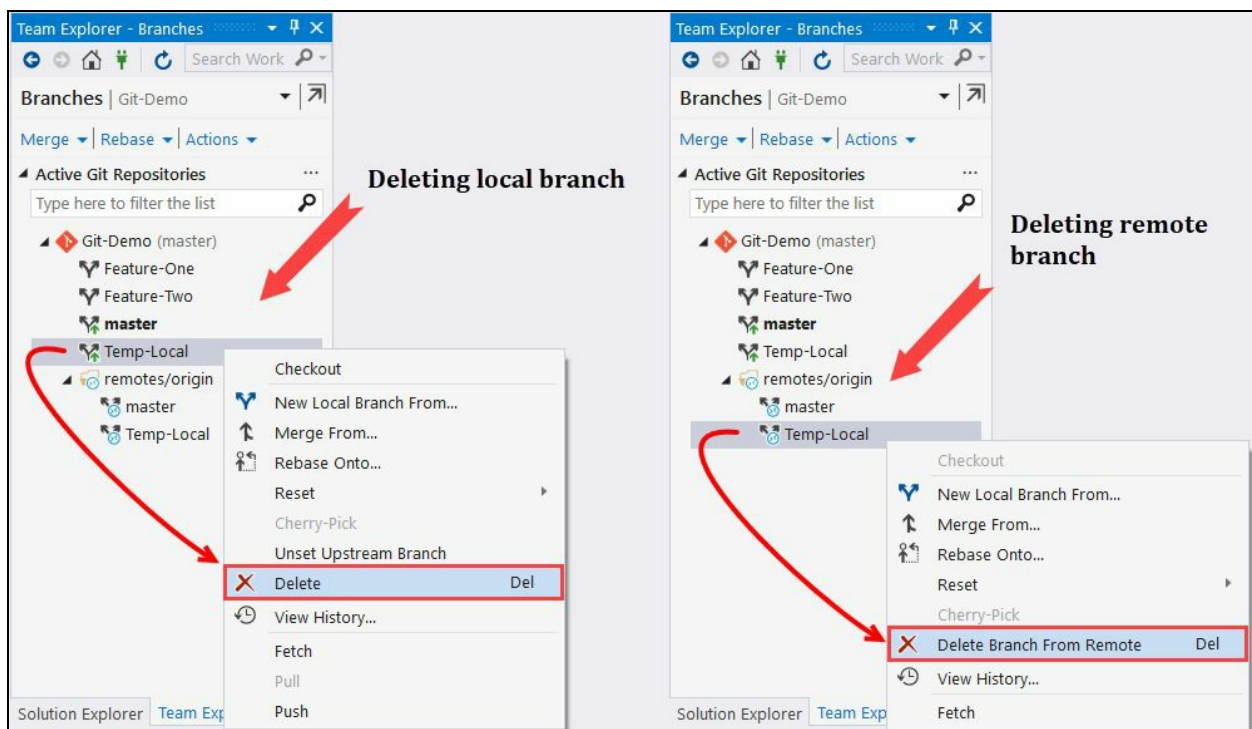 Team Explorer - Branches
Search Work
Branches | Git-Demo
Merge | Rebase | Actions
Active Git Repositories
...
Type here to filter the list
Git-Demo (master)
Feature-One
Feature-Two
master
Temp-Local
remotes/origin
master
Temp-Local
Checkout
New Local Branch From...
Merge From...
Rebase Onto...
Reset
Cherry-Pick
Unset Upstream Branch
Delete Del
View History...
Fetch
Pull
Push
Solution Explorer Team Exp
Deleting local branch
Team Explorer - Branches
Search Work
Branches | Git-Demo
Merge | Rebase | Actions
Active Git Repositories
...
Type here to filter the list
Git-Demo (master)
Feature-One
Feature-Two
master
Temp-Local
remotes/origin
master
Temp-Local
Checkout
New Local Branch From...
Merge From...
Rebase Onto...
Reset
Cherry-Pick
Delete Branch From Remote Del
View History...
Fetch
Solution Explorer Team Exp
Deleting remote
branch